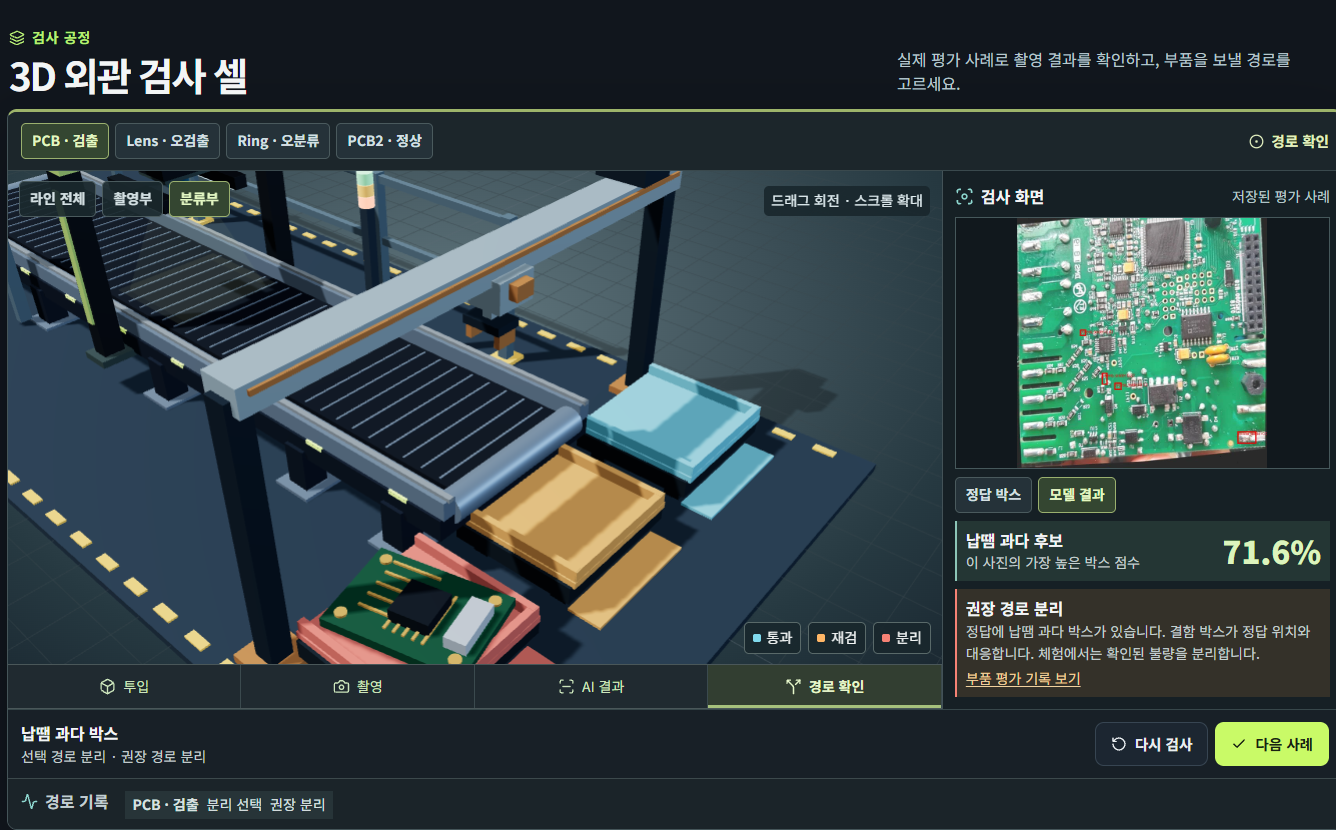 검사 공정
3D 외관 검사 셀
실제 평가 사례로 촬영 결과를 확인하고, 부품을 보낼 경로를
고르세요.
PCB · 검출
Lens · 오검출
Ring · 오분류
PCB2 · 정상
경로 확인
라인 전체
촬영부
분류부
드래그 회전 · 스크롤 확대
통과
재검
분리
투입
촬영
AI 결과
경로 확인
검사 화면
저장된 평가 사례
정답 박스
모델 결과
납땜 과다 후보
이 사진의 가장 높은 박스 점수
71.6%
권장 경로 분리
정답에 납땜 과다 박스가 있습니다. 결함 박스가 정답 위치와
대응합니다. 체험에서는 확인된 불량을 분리합니다.
부품 평가 기록 보기
납땜 과다 박스
선택 경로 분리 · 권장 경로 분리
다시 검사
다음 사례
경로 기록
PCB · 검출 분리 선택 권장 분리